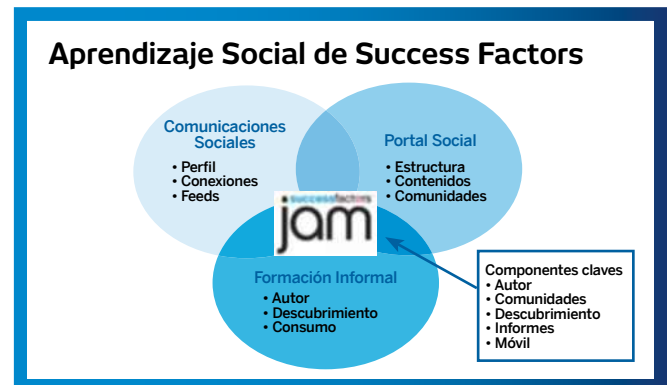 Aprendizaje Social de Success Factors
Comunicaciones
Sociales
• Perfil
• Conexiones
• Feeds
Portal Social
• Estructura
• Contenidos
• Comunidades
successfactors
jam
Formación Informal
• Autor
• Descubrimiento
• Consumo
Componentes claves
• Autor
• Comunidades
• Descubrimiento
• Informes
• Móvil